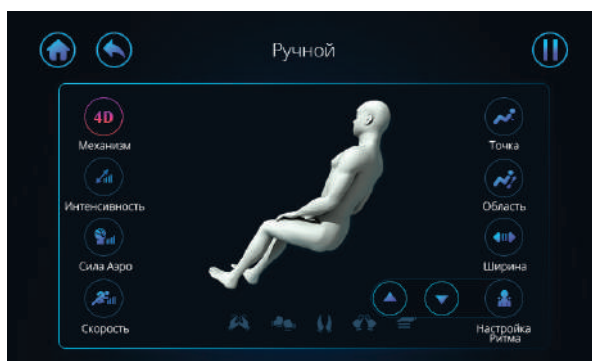 Ручной
4D
Механизм
Точка
Интенсивность
Область
Сила Аэро
Ширина
Скорость
Настройка
Ритма